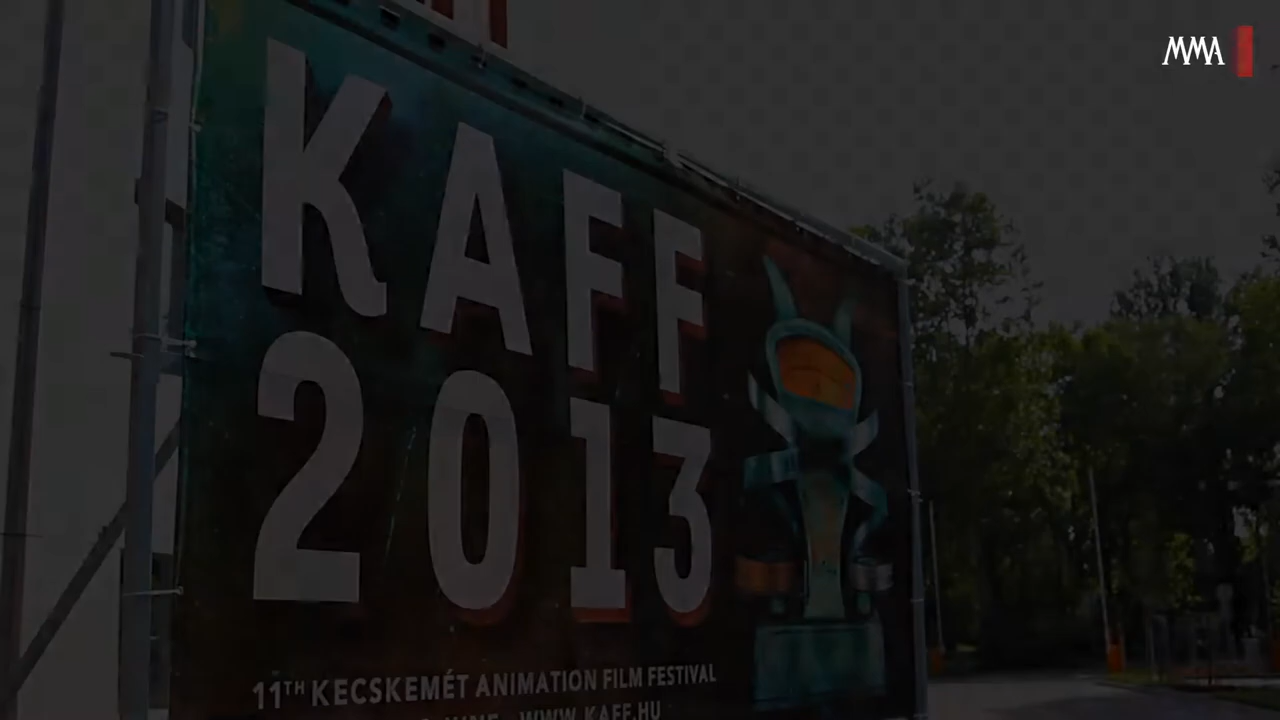 MMA
KAFF
2013
11TH KECSKEMÉT ANIMATION FILM FESTIVAL
WWW.KAFF.HU